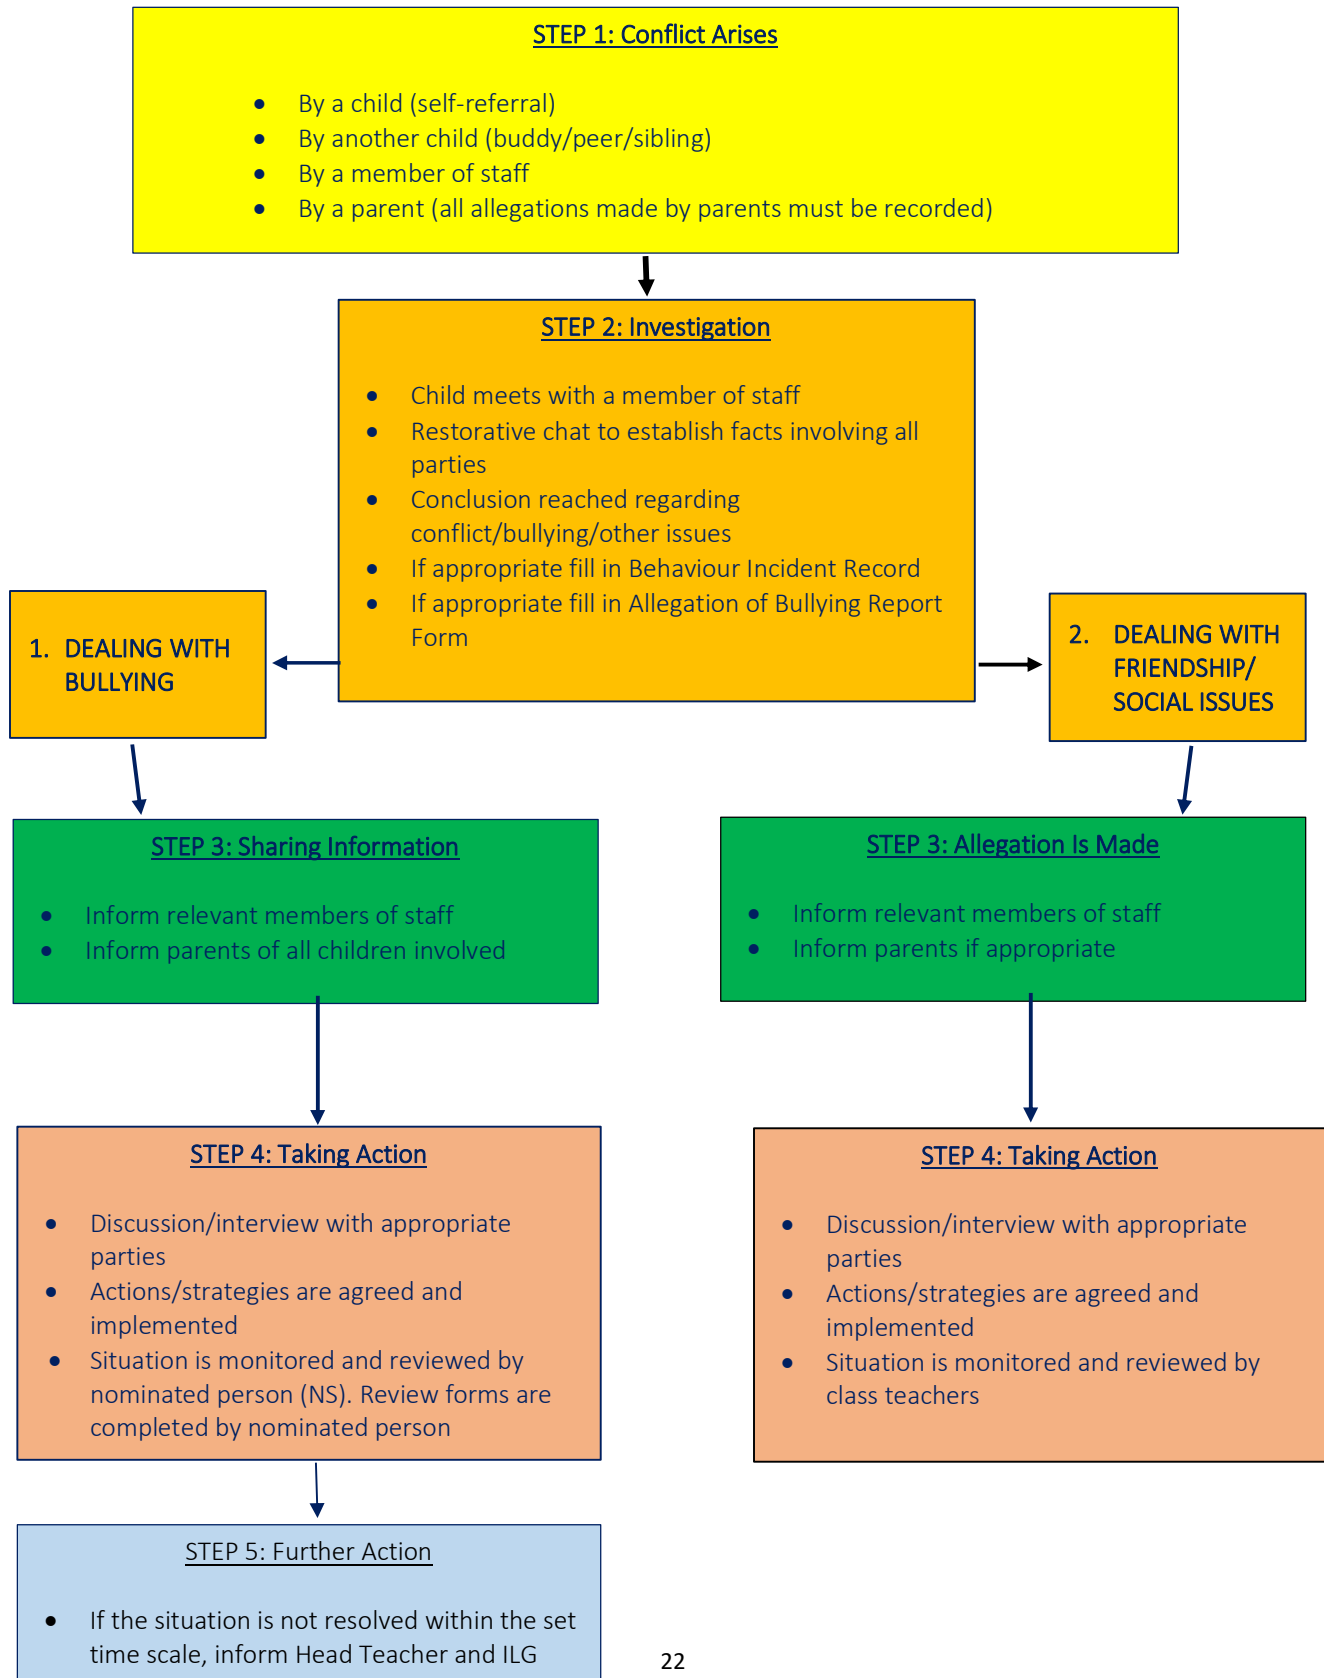 STEP 1: Conflict Arises
• By a child (self-referral)
• By another child (buddy/peer/sibling)
• By a member of staff
• By a parent (all allegations made by parents must be recorded)
STEP 2: Investigation
• Child meets with a member of staff
• Restorative chat to establish facts involving all
parties
• Conclusion reached regarding
conflict/bullying/other issues
• If appropriate fill in Behaviour Incident Record
• If appropriate fill in Allegation of Bullying Report
Form
1. DEALING WITH
BULLYING
2. DEALING WITH
FRIENDSHIP/
SOCIAL ISSUES
STEP 3: Sharing Information
• Inform relevant members of staff
• Inform parents of all children involved
STEP 3: Allegation Is Made
• Inform relevant members of staff
• Inform parents if appropriate
STEP 4: Taking Action
• Discussion/interview with appropriate
parties
• Actions/strategies are agreed and
implemented
• Situation is monitored and reviewed by
nominated person (NS). Review forms are
completed by nominated person
STEP 4: Taking Action
• Discussion/interview with appropriate
parties
• Actions/strategies are agreed and
implemented
• Situation is monitored and reviewed by
class teachers
STEP 5: Further Action
• If the situation is not resolved within the set
time scale, inform Head Teacher and ILG
22